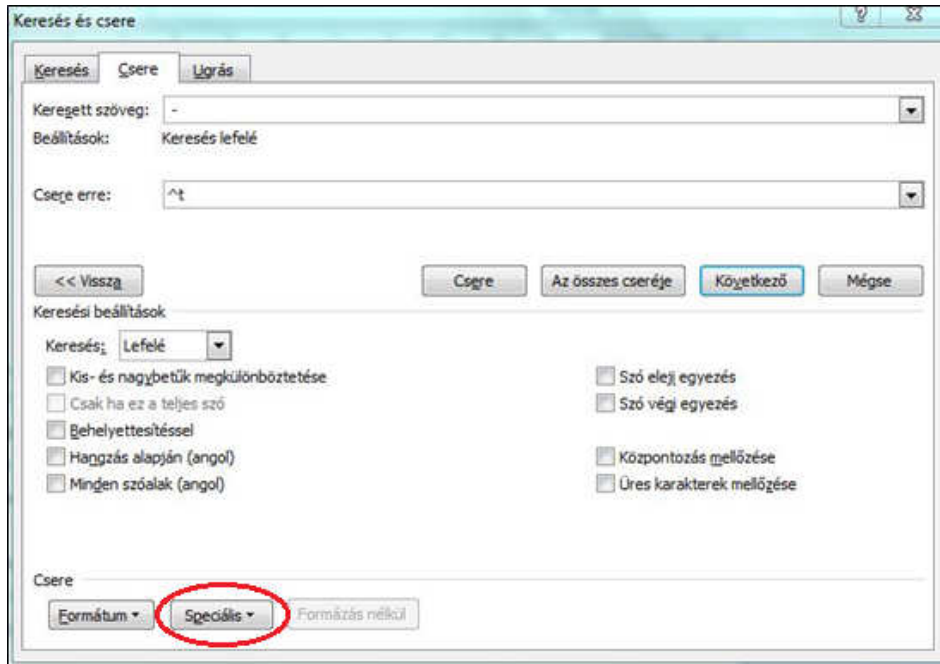 Keresés és csere
Keresés Csere Ugrás
Keresett szöveg: -
Beállítások: Keresés lefelé
Csere erre: ^t
<< Vissza Csere Az összes cseréje Következő Mégse
Keresési beállítások
Keresés: Lefelé
Kis- és nagybetűk megkülönböztetése Szó eleji egyezés
Csak ha ez a teljes szó Szó végi egyezés
Behelyettesítéssel
Hangzás alapján (angol) Központozás mellőzése
Minden szóalak (angol) Üres karakterek mellőzése
Csere
Formátum Speciális Formázás nélkül